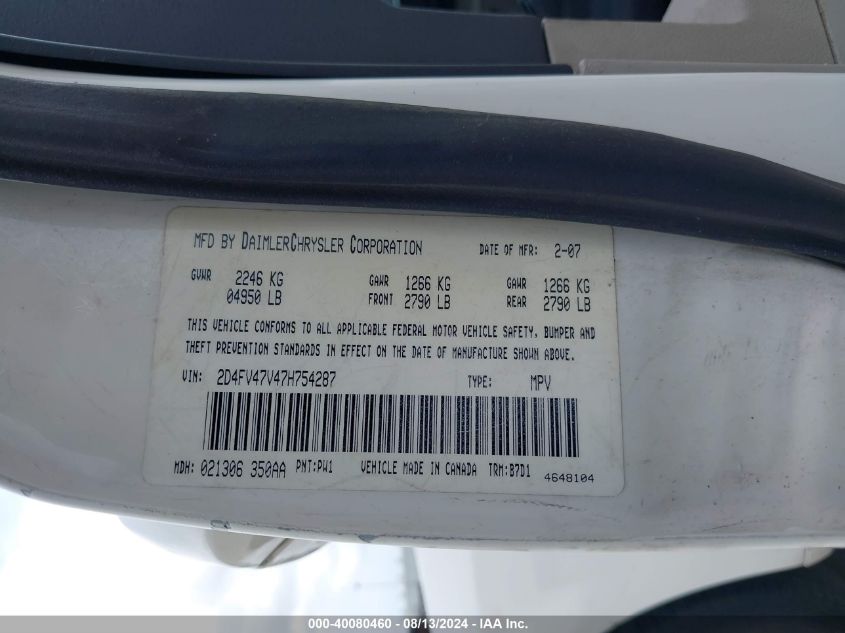 MFD BY DAIMLERCHRYSLER CORPORATION DATE OF MFR: 2-07
GVWR 2246 KG GAWR 1266 KG GAWR 1266 KG
04950 LB FRONT 2790 LB REAR 2790 LB
THIS VEHICLE CONFORMS TO ALL APPLICABLE FEDERAL MOTOR VEHICLE SAFETY, BUMPER AND
THEFT PREVENTION STANDARDS IN EFFECT ON THE DATE OF MANUFACTURE SHOWN ABOVE.
VIN: 2D4FV47V47H754287 TYPE: MPV
MDH: 021306 350AA PNT:PW1 VEHICLE MADE IN CANADA TRM:B7D1 4648104
000-40080460 - 08/13/2024 - IAA Inc.